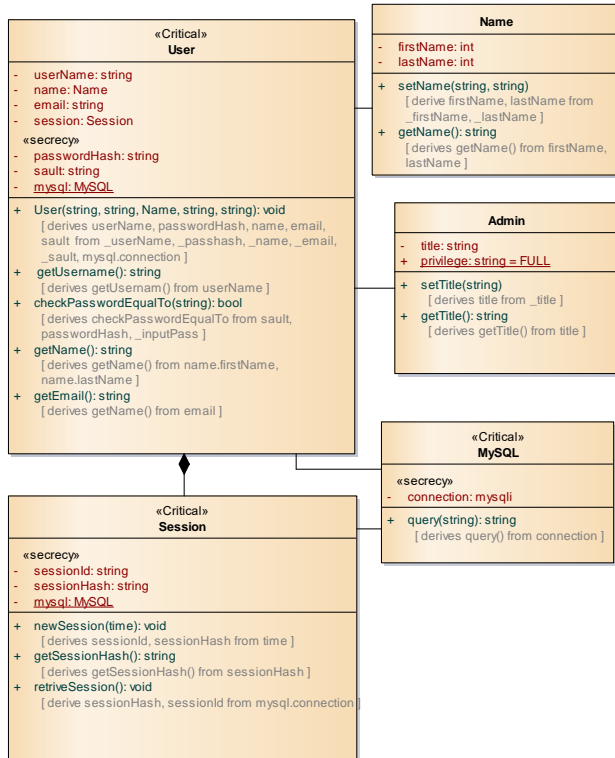 «Critical»
User
- userName: string
- name: Name
- email: string
- session: Session
«secrecy»
- passwordHash: string
- sault: string
- mysql: MySQL
+ User(string, string, Name, string, string): void
[ derives userName, passwordHash, name, email,
sault from _userName, _passhash, _name, _email,
_sault, mysql.connection ]
+ getUsername(): string
[ derives getUsernam() from userName ]
+ checkPasswordEqualTo(string): bool
[ derives checkPasswordEqualTo from sault,
passwordHash, _inputPass ]
+ getName(): string
[ derives getName() from name.firstName,
name.lastName ]
+ getEmail(): string
[ derives getName() from email ]
Name
- firstName: int
- lastName: int
+ setName(string, string)
[ derive firstName, lastName from
_firstName, _lastName ]
+ getName(): string
[ derives getName() from firstName,
lastName ]
Admin
- title: string
+ privilege: string = FULL
+ setTitle(string)
[ derives title from _title ]
+ getTitle(): string
[ derives getTitle() from title ]
«Critical»
MySQL
«secrecy»
- connection: mysqli
+ query(string): string
[ derives query() from connection ]
«Critical»
Session
«secrecy»
- sessionId: string
- sessionHash: string
- mysql: MySQL
+ newSession(time): void
[ derives sessionId, sessionHash from time ]
+ getSessionHash(): string
[ derives getSessionHash() from sessionHash ]
+ retriveSession(): void
[ derive sessionHash, sessionId from mysql.connection ]